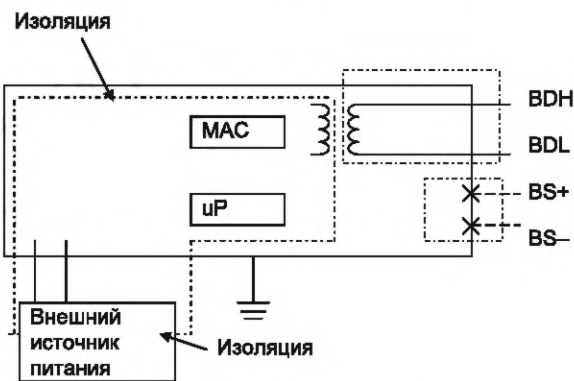 Изоляция
BDH
MAC
BDL
BS+
uP
BS–
Внешний
источник
питания
Изоляция